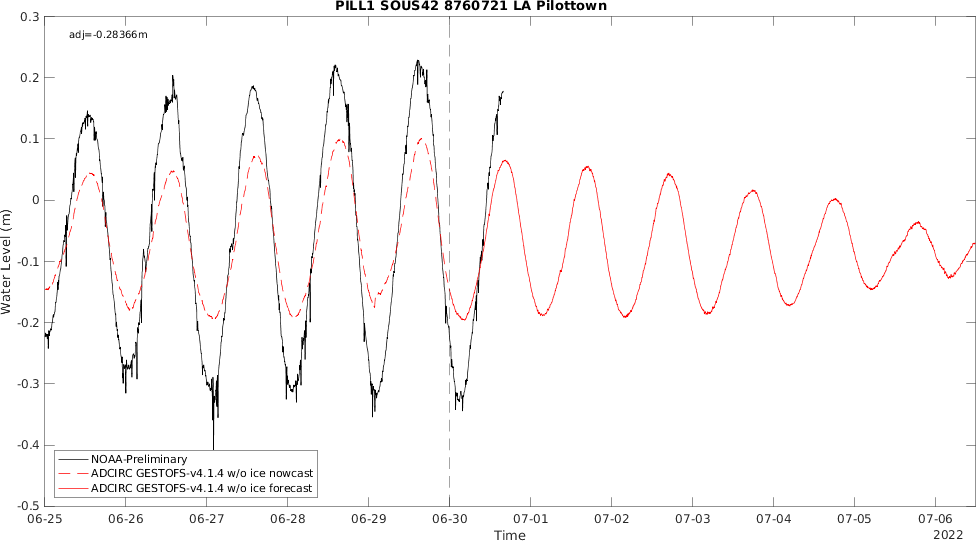 PILL1 SOUS42 8760721 LA Pilottown
adj=-0.28366m
0.3
0.2
0.1
0
-0.1
-0.2
-0.3
-0.4
-0.5
Water Level (m)
NOAA-Preliminary
ADCIRC GESTOFS-v4.1.4 w/o ice nowcast
ADCIRC GESTOFS-v4.1.4 w/o ice forecast
06-25 06-26 06-27 06-28 06-29 06-30 07-01 07-02 07-03 07-04 07-05 07-06
Time
2022